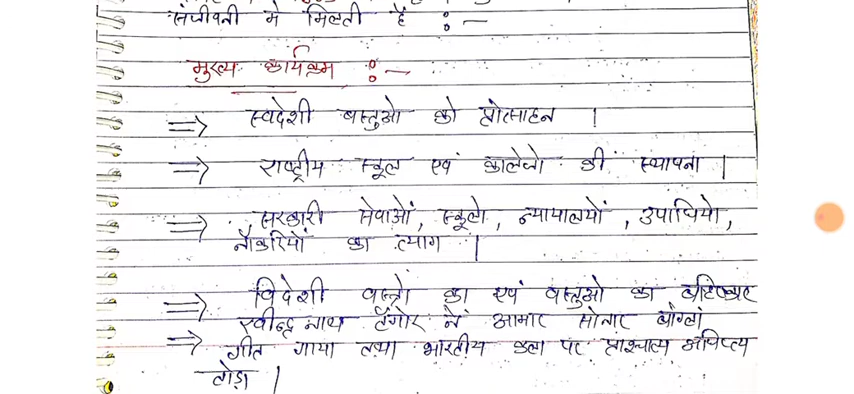 संजीवनी मे मिलती है :-
मुख्य कार्यक्रम :-
⇒ स्वदेशी वस्तुओ को प्रोत्साहन ।
⇒ राष्ट्रीय स्कूल एवं कालेजो की स्थापना ।
⇒ सरकारी सेवाओं, स्कूलो, न्यायालयों, उपाधियो,
नौकरियों का त्याग ।
⇒ विदेशी वस्त्रो का एवं वस्तुओ का बहिष्कार
रवीन्द्र नाथ टैगोर नें आमार सोनार बांग्ला
⇒ गीत गाया तथा भारतीय कला पर पाश्चात्य अधिपत्य
तोडा ।